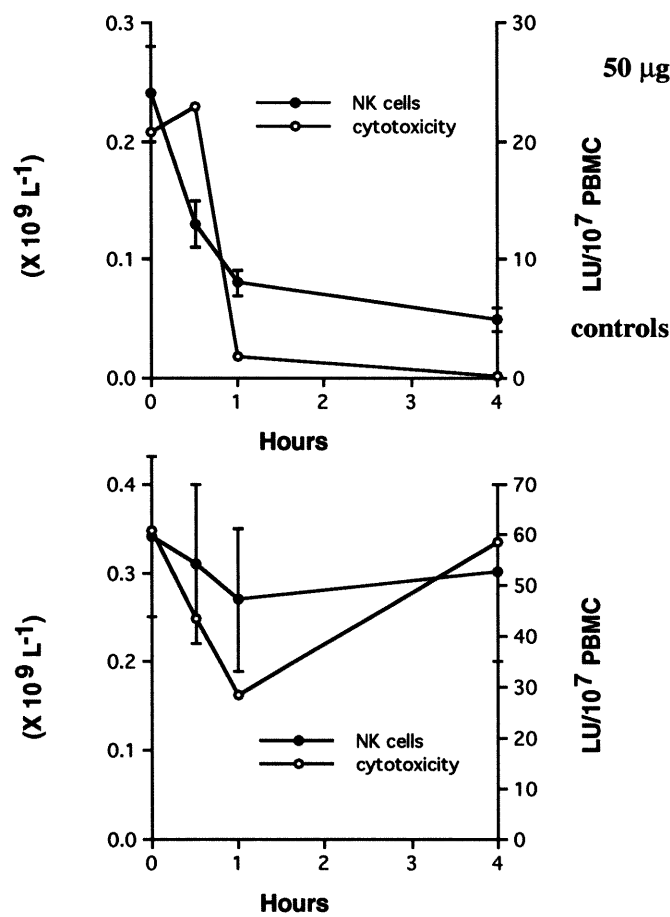 0.3
0.2
0.1
0.0
(X 10⁹ L⁻¹)
NK cells
cytotoxicity
30
20
10
0
LU/10⁷ PBMC
50 µg
controls
0 1 2 3 4
Hours
0.4
0.3
0.2
0.1
0.0
(X 10⁹ L⁻¹)
NK cells
cytotoxicity
70
60
50
40
30
20
10
0
LU/10⁷ PBMC
0 1 2 3 4
Hours